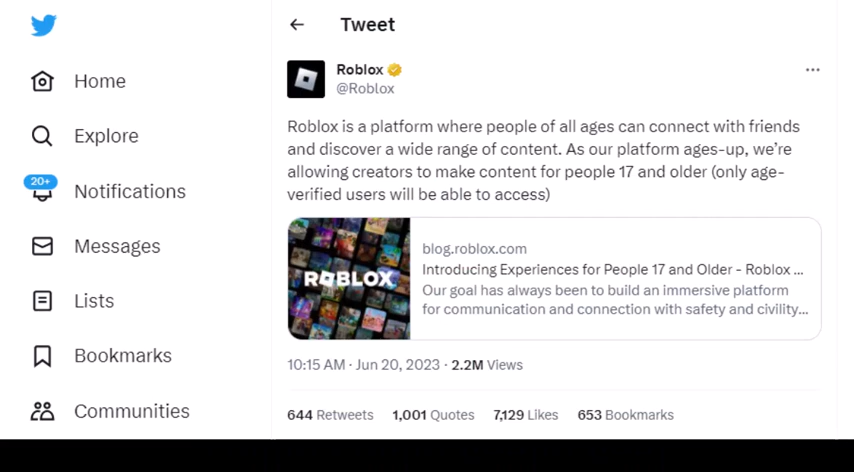 Tweet
Home
Explore
20+
Notifications
Messages
Lists
Bookmarks
Communities
Roblox
@Roblox
Roblox is a platform where people of all ages can connect with friends
and discover a wide range of content. As our platform ages-up, we’re
allowing creators to make content for people 17 and older (only age-
verified users will be able to access)
ROBLOX
blog.roblox.com
Introducing Experiences for People 17 and Older - Roblox ...
Our goal has always been to build an immersive platform
for communication and connection with safety and civility...
10:15 AM · Jun 20, 2023 · 2.2M Views
644 Retweets 1,001 Quotes 7,129 Likes 653 Bookmarks